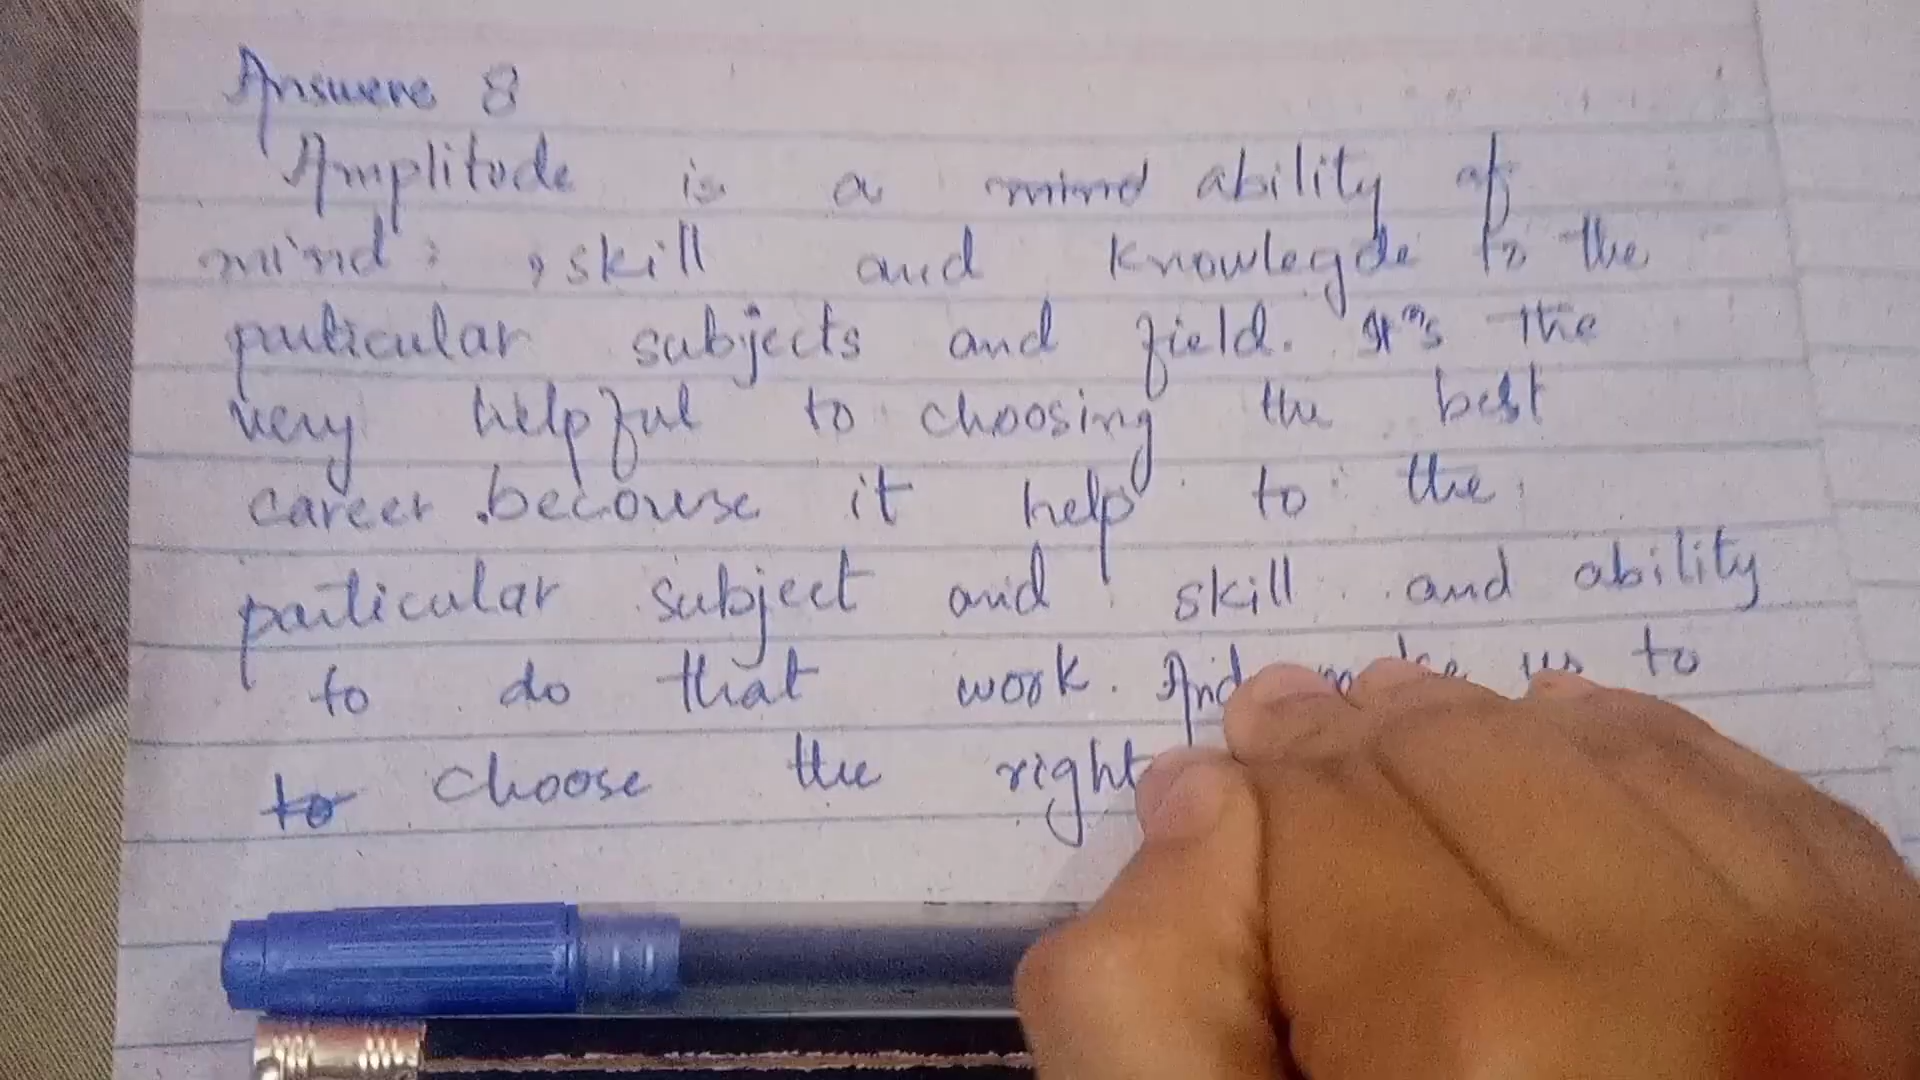 Answere 8
Amplitude is a mind ability of
mind: , skill and knowlegde to the
paticular subjects and field. It's the
very helpful to choosing the best
career .becouse it help to the
particular subject and skill and ability
to do that work. And us to
to choose the right